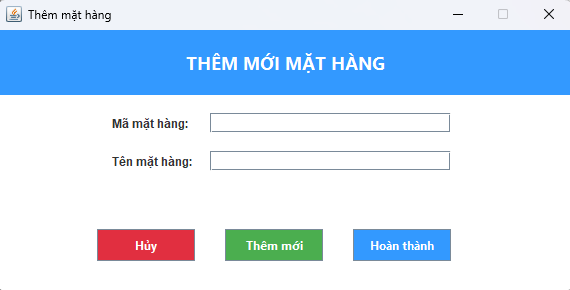 Thêm mặt hàng
THÊM MỚI MẶT HÀNG
Mã mặt hàng:
Tên mặt hàng:
Hủy Thêm mới Hoàn thành